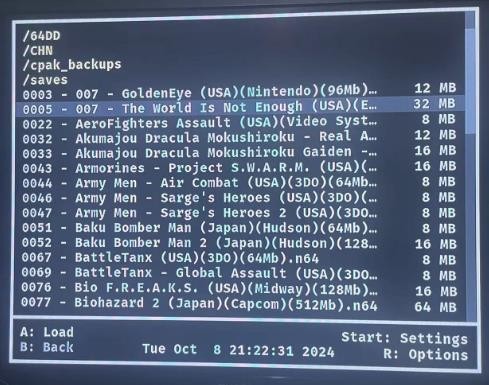 /64DD
/CHN
/cpak_backups
/saves
0003 - 007 - GoldenEye (USA)(Nintendo)(96Mb)… 12 MB
0005 - 007 - The World Is Not Enough (USA)(E… 32 MB
0022 - AeroFighters Assault (USA)(Video Syst… 8 MB
0032 - Akumajou Dracula Mokushiroku - Real A… 12 MB
0033 - Akumajou Dracula Mokushiroku Gaiden -… 16 MB
0043 - Armorines - Project S.W.A.R.M. (USA)(… 16 MB
0044 - Army Men - Air Combat (USA)(3DO)(64Mb… 8 MB
0046 - Army Men - Sarge's Heroes (USA)(3DO)(… 8 MB
0047 - Army Men - Sarge's Heroes 2 (USA)(3DO… 8 MB
0051 - Baku Bomber Man (Japan)(Hudson)(64Mb)… 8 MB
0052 - Baku Bomber Man 2 (Japan)(Hudson)(128… 16 MB
0067 - BattleTanx (USA)(3DO)(64Mb).n64 8 MB
0069 - BattleTanx - Global Assault (USA)(3DO… 8 MB
0076 - Bio F.R.E.A.K.S. (USA)(Midway)(128Mb)… 16 MB
0077 - Biohazard 2 (Japan)(Capcom)(512Mb).n64 64 MB
A: Load Start: Settings
B: Back Tue Oct 8 21:22:31 2024 R: Options